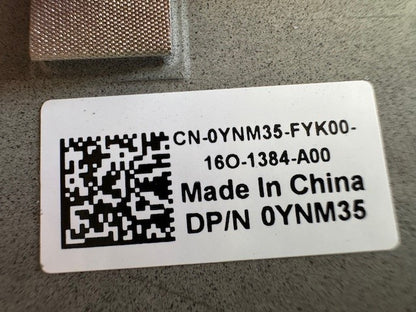 CN-0YNM35-FYK00-
16O-1384-A00
Made In China
DP/N 0YNM35